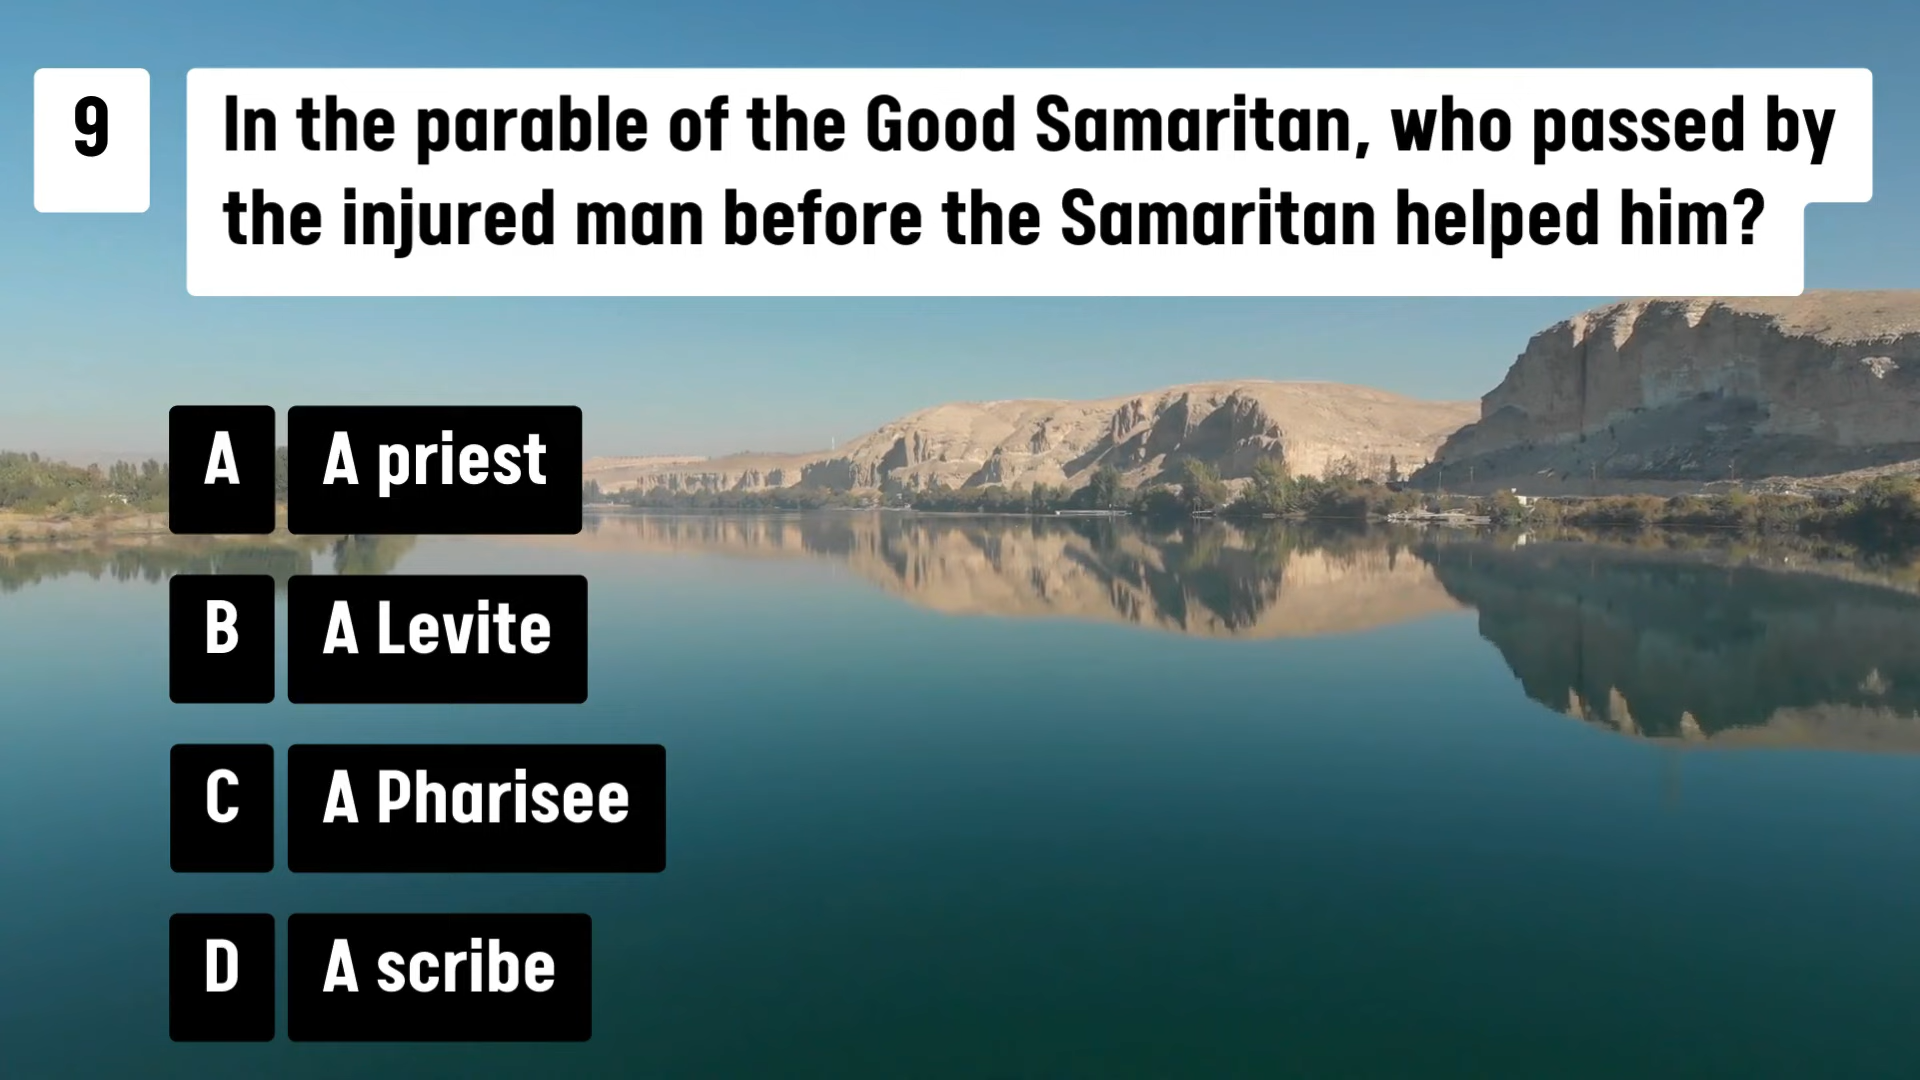 9
In the parable of the Good Samaritan, who passed by
the injured man before the Samaritan helped him?
A A priest
B A Levite
C A Pharisee
D A scribe